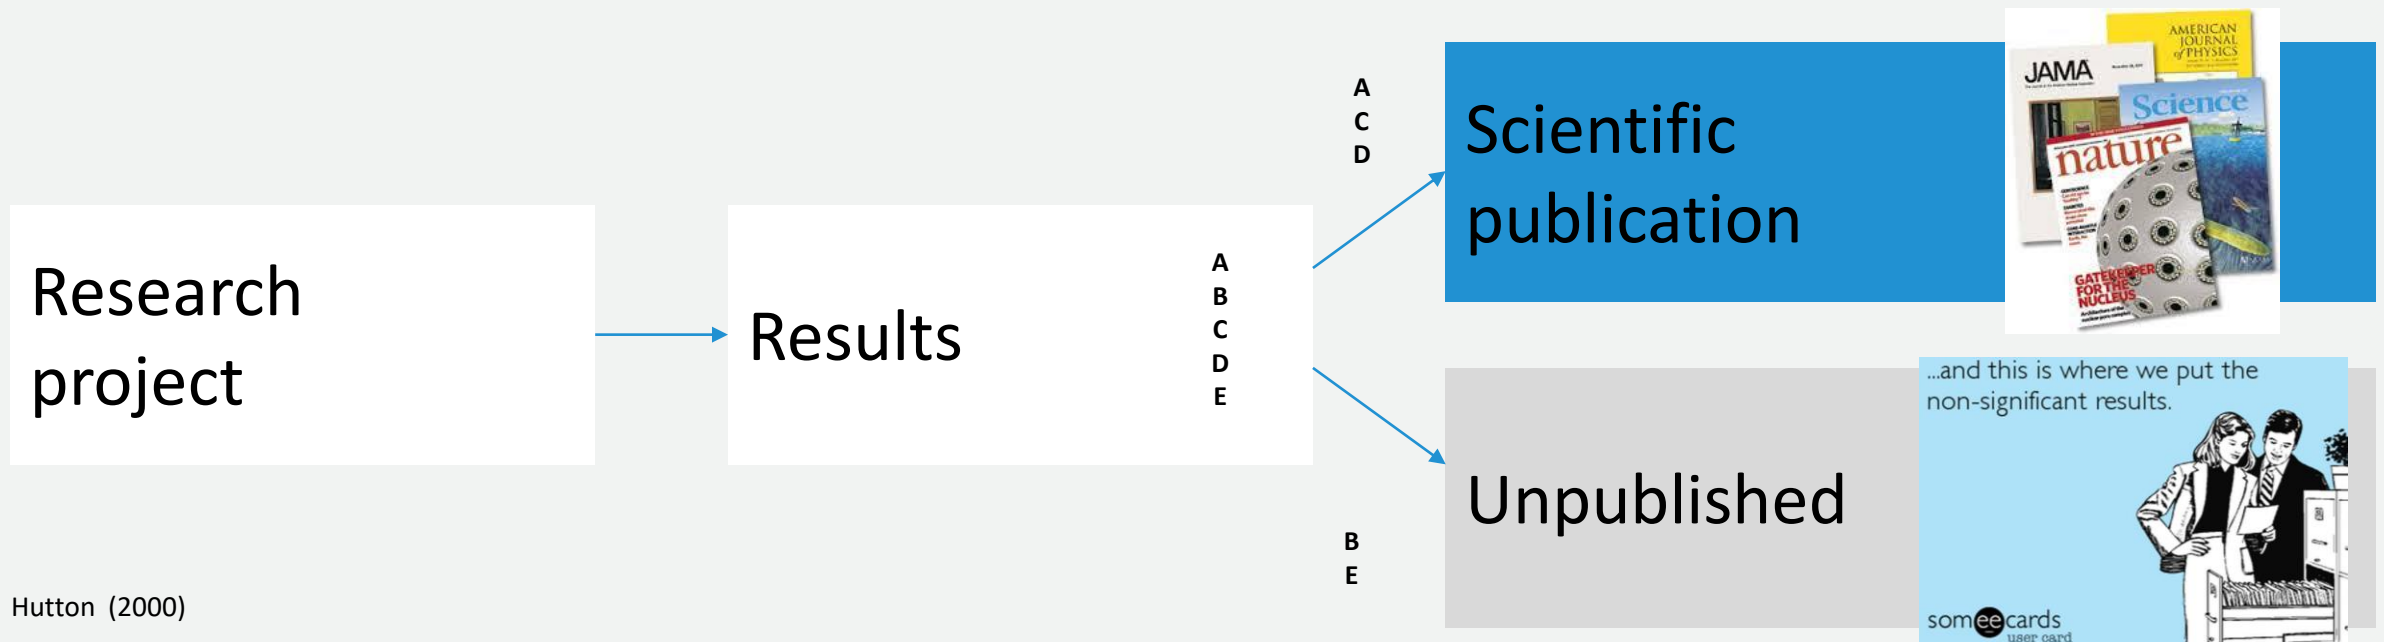 Research
project
Results
A
B
C
D
E
A
C
D
Scientific
publication
AMERICAN
JOURNAL
of PHYSICS
JAMA
Science
nature
GATEKEEPER
FOR THE
NUCLEUS
B
E
Unpublished
...and this is where we put the
non-significant results.
someecards
user card
Hutton (2000)